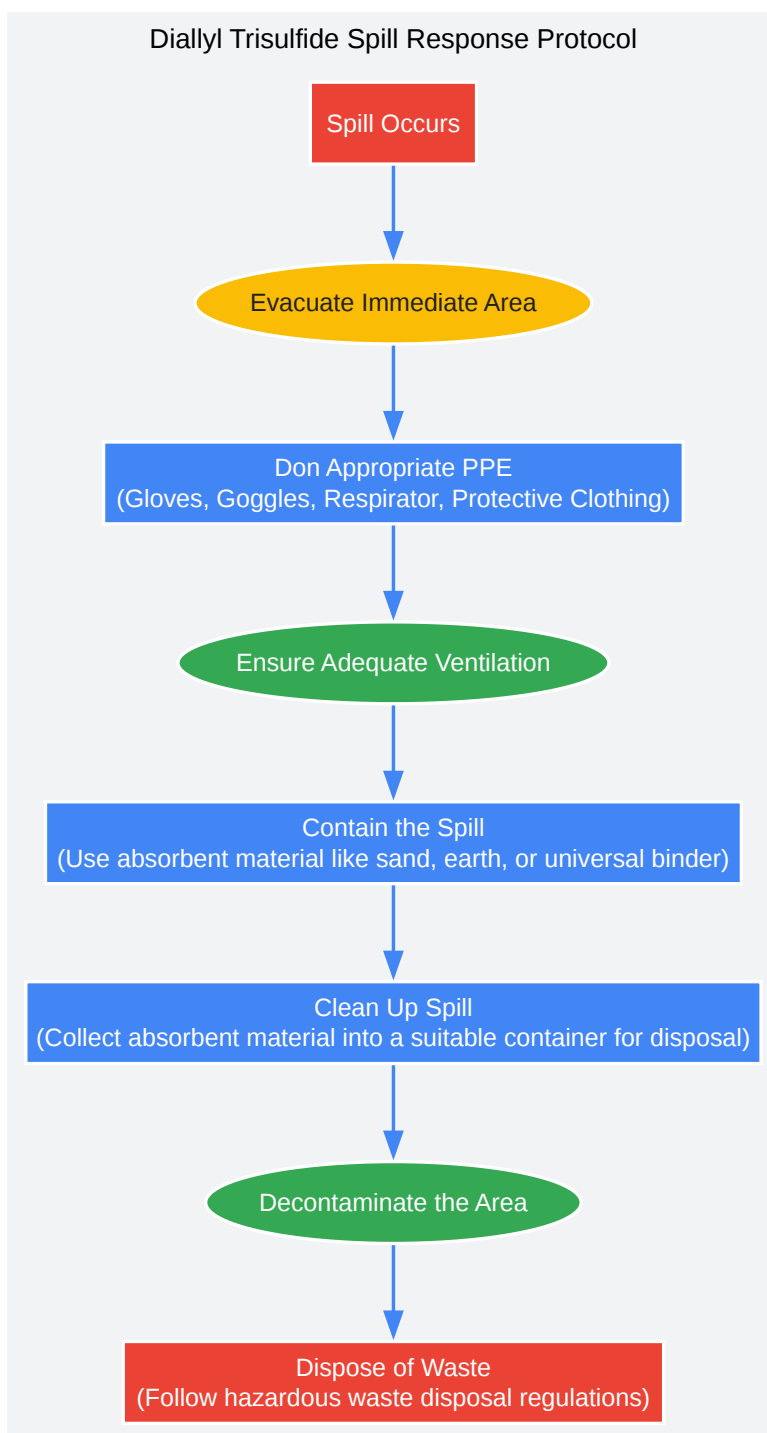 Diallyl Trisulfide Spill Response Protocol
Spill Occurs
Evacuate Immediate Area
Don Appropriate PPE
(Gloves, Goggles, Respirator, Protective Clothing)
Ensure Adequate Ventilation
Contain the Spill
(Use absorbent material like sand, earth, or universal binder)
Clean Up Spill
(Collect absorbent material into a suitable container for disposal)
Decontaminate the Area
Dispose of Waste
(Follow hazardous waste disposal regulations)